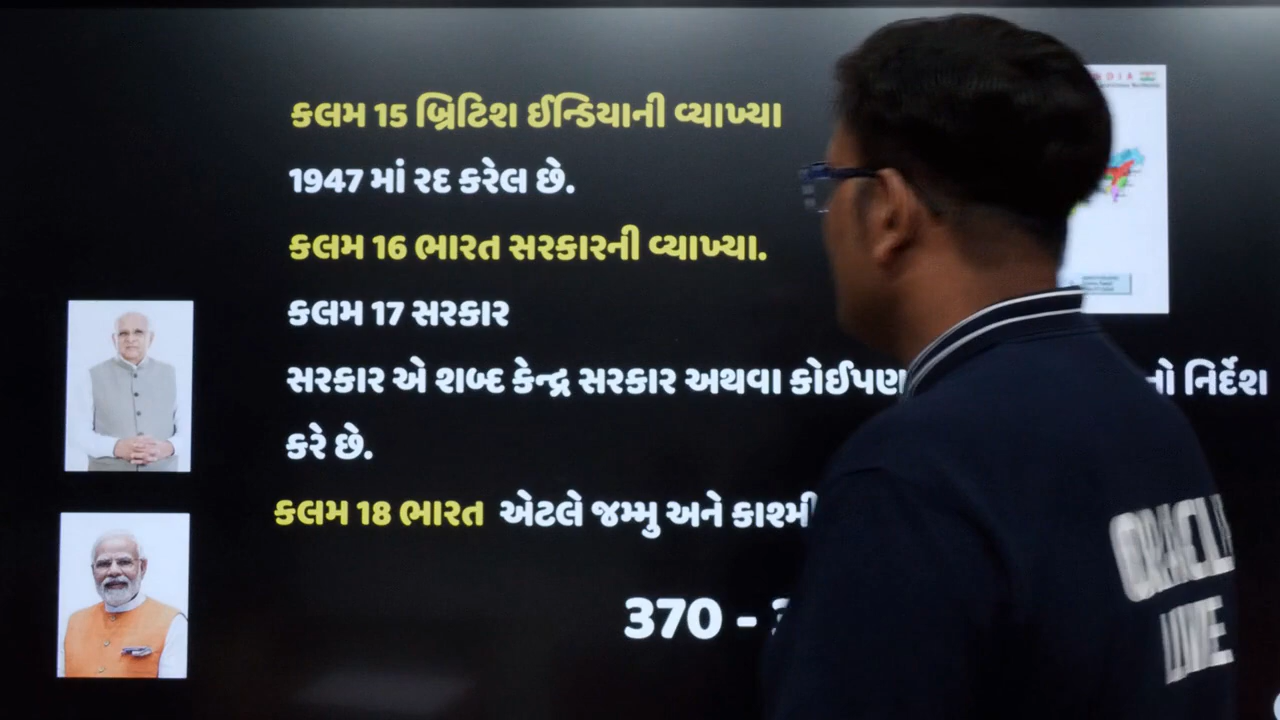 કલમ 15 બ્રિટિશ ઈન્ડિયાની વ્યાખ્યા
1947 માં રદ કરેલ છે.
કલમ 16 ભારત સરકારની વ્યાખ્યા.
કલમ 17 સરકાર
સરકાર એ શબ્દ કેન્દ્ર સરકાર અથવા કોઈપણ નિર્દેશ
કરે છે.
કલમ 18 ભારત એટલે જમ્મુ અને
370 -
LIVE